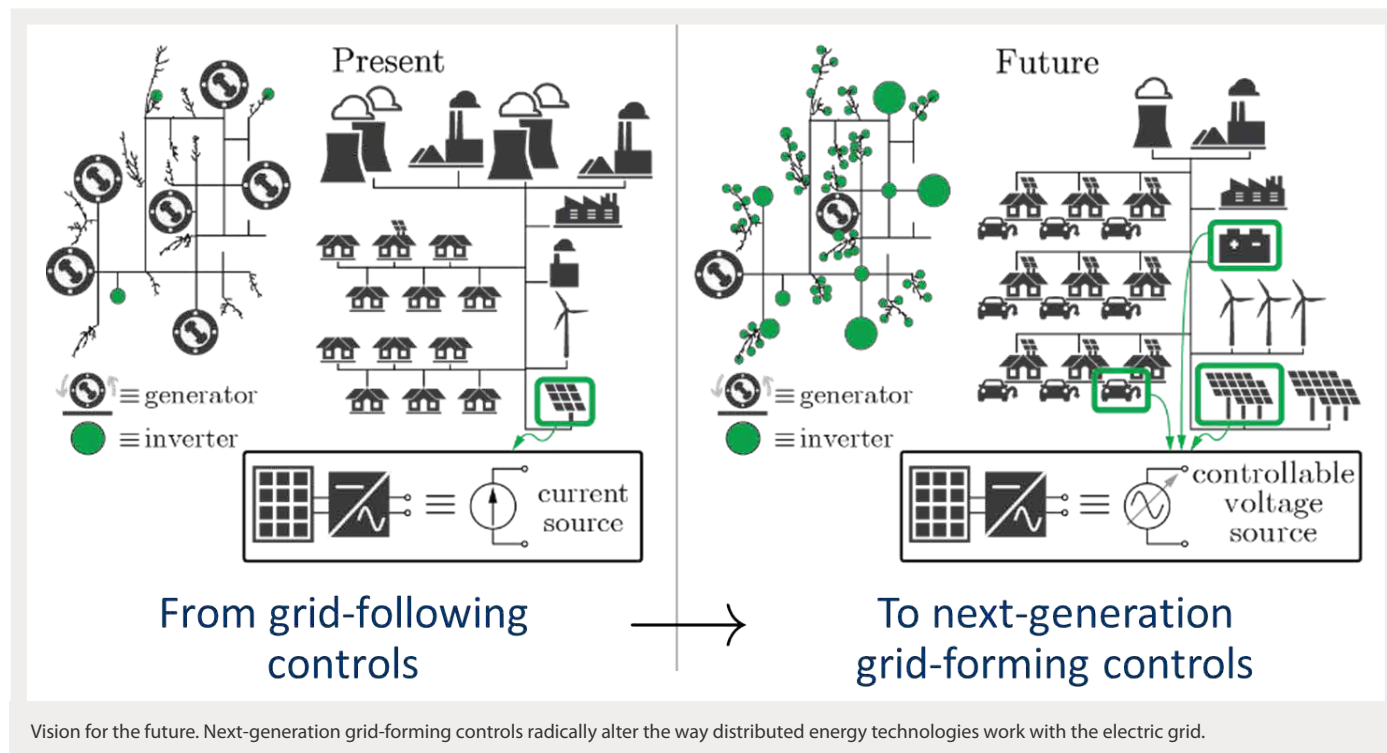 Present
≡ generator
≡ inverter
≡ current
source
From grid-following
controls
Future
≡ generator
≡ inverter
≡ controllable
voltage
source
To next-generation
grid-forming controls
Vision for the future. Next-generation grid-forming controls radically alter the way distributed energy technologies work with the electric grid.